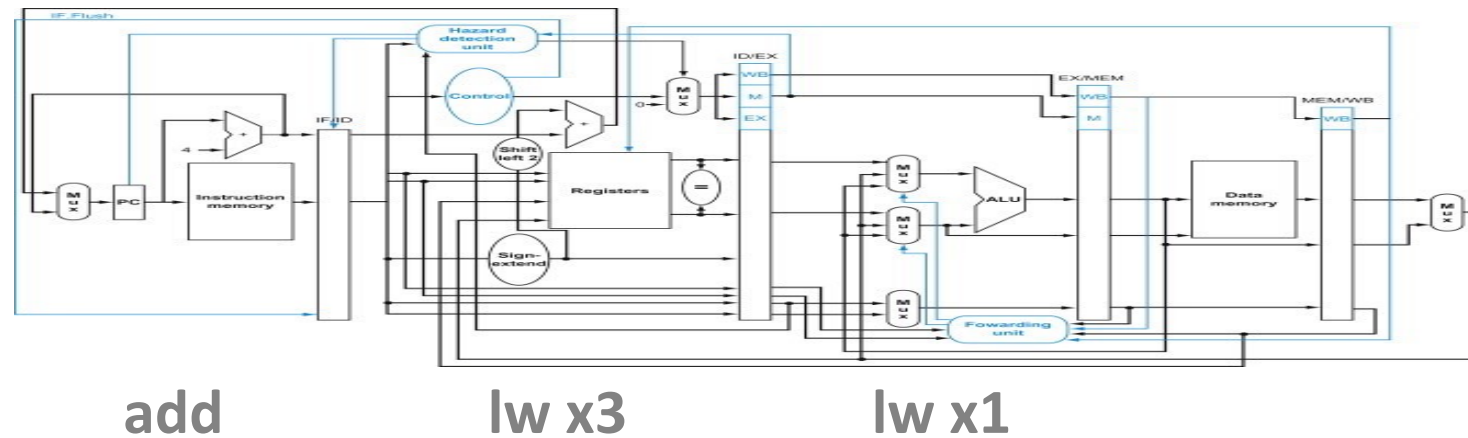 IF.Flush
Hazard
detection
unit
ID/EX
WB
EX/MEM
Control
M
u
x
M
WB
MEM/WB
0
IF/ID
EX
M
WB
+
+
4
Shift
left 2
M
u
x
PC
Instruction
memory
Registers
=
M
u
x
ALU
Data
memory
M
u
x
M
u
x
Sign-
extend
M
u
x
Fowarding
unit
add lw x3 lw x1